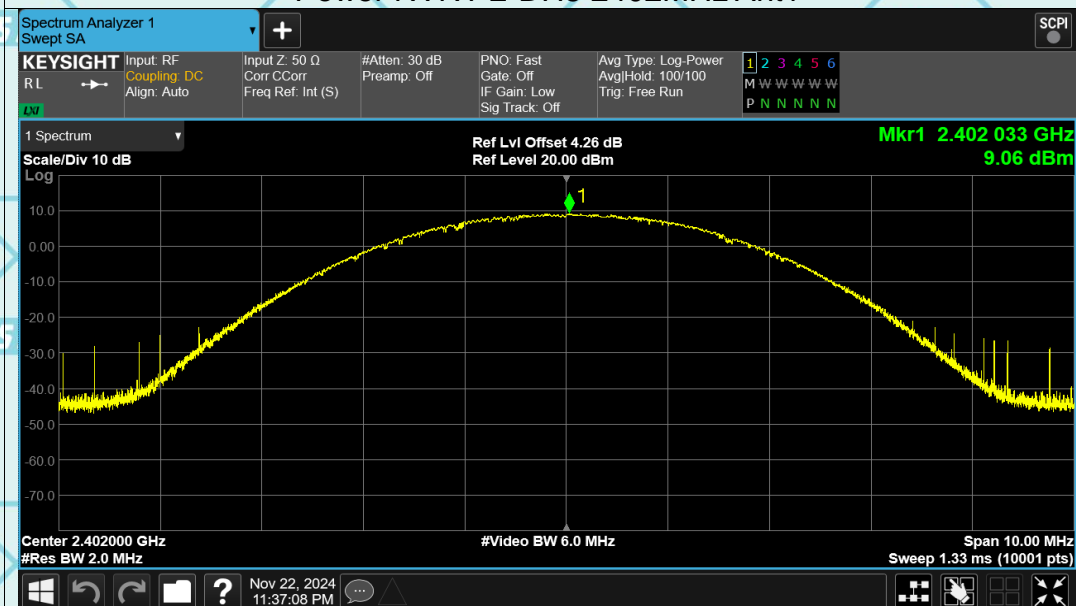 Spectrum Analyzer 1
Swept SA
+
SCPI
KEYSIGHT
RL
LXI
Input: RF
Coupling: DC
Align: Auto
Input Z: 50 Ω
Corr CCorr
Freq Ref: Int (S)
#Atten: 30 dB
Preamp: Off
PNO: Fast
Gate: Off
IF Gain: Low
Sig Track: Off
Avg Type: Log-Power
Avg|Hold: 100/100
Trig: Free Run
1 2 3 4 5 6
M W W W W W
P N N N N N
1 Spectrum
Scale/Div 10 dB
Log
Ref Lvl Offset 4.26 dB
Ref Level 20.00 dBm
Mkr1 2.402 033 GHz
9.06 dBm
1
10.0
0.00
-10.0
-20.0
-30.0
-40.0
-50.0
-60.0
-70.0
Center 2.402000 GHz
#Res BW 2.0 MHz
#Video BW 6.0 MHz
Span 10.00 MHz
Sweep 1.33 ms (10001 pts)
?
Nov 22, 2024
11:37:08 PM